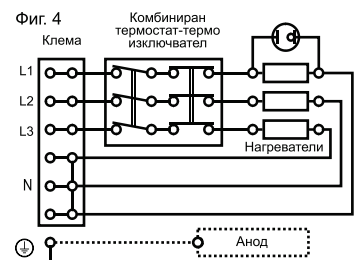 Фиг. 4
Комбиниран
термостат-термо
изключвател
Клема
L1
L2
L3
Нагреватели
N
Анод